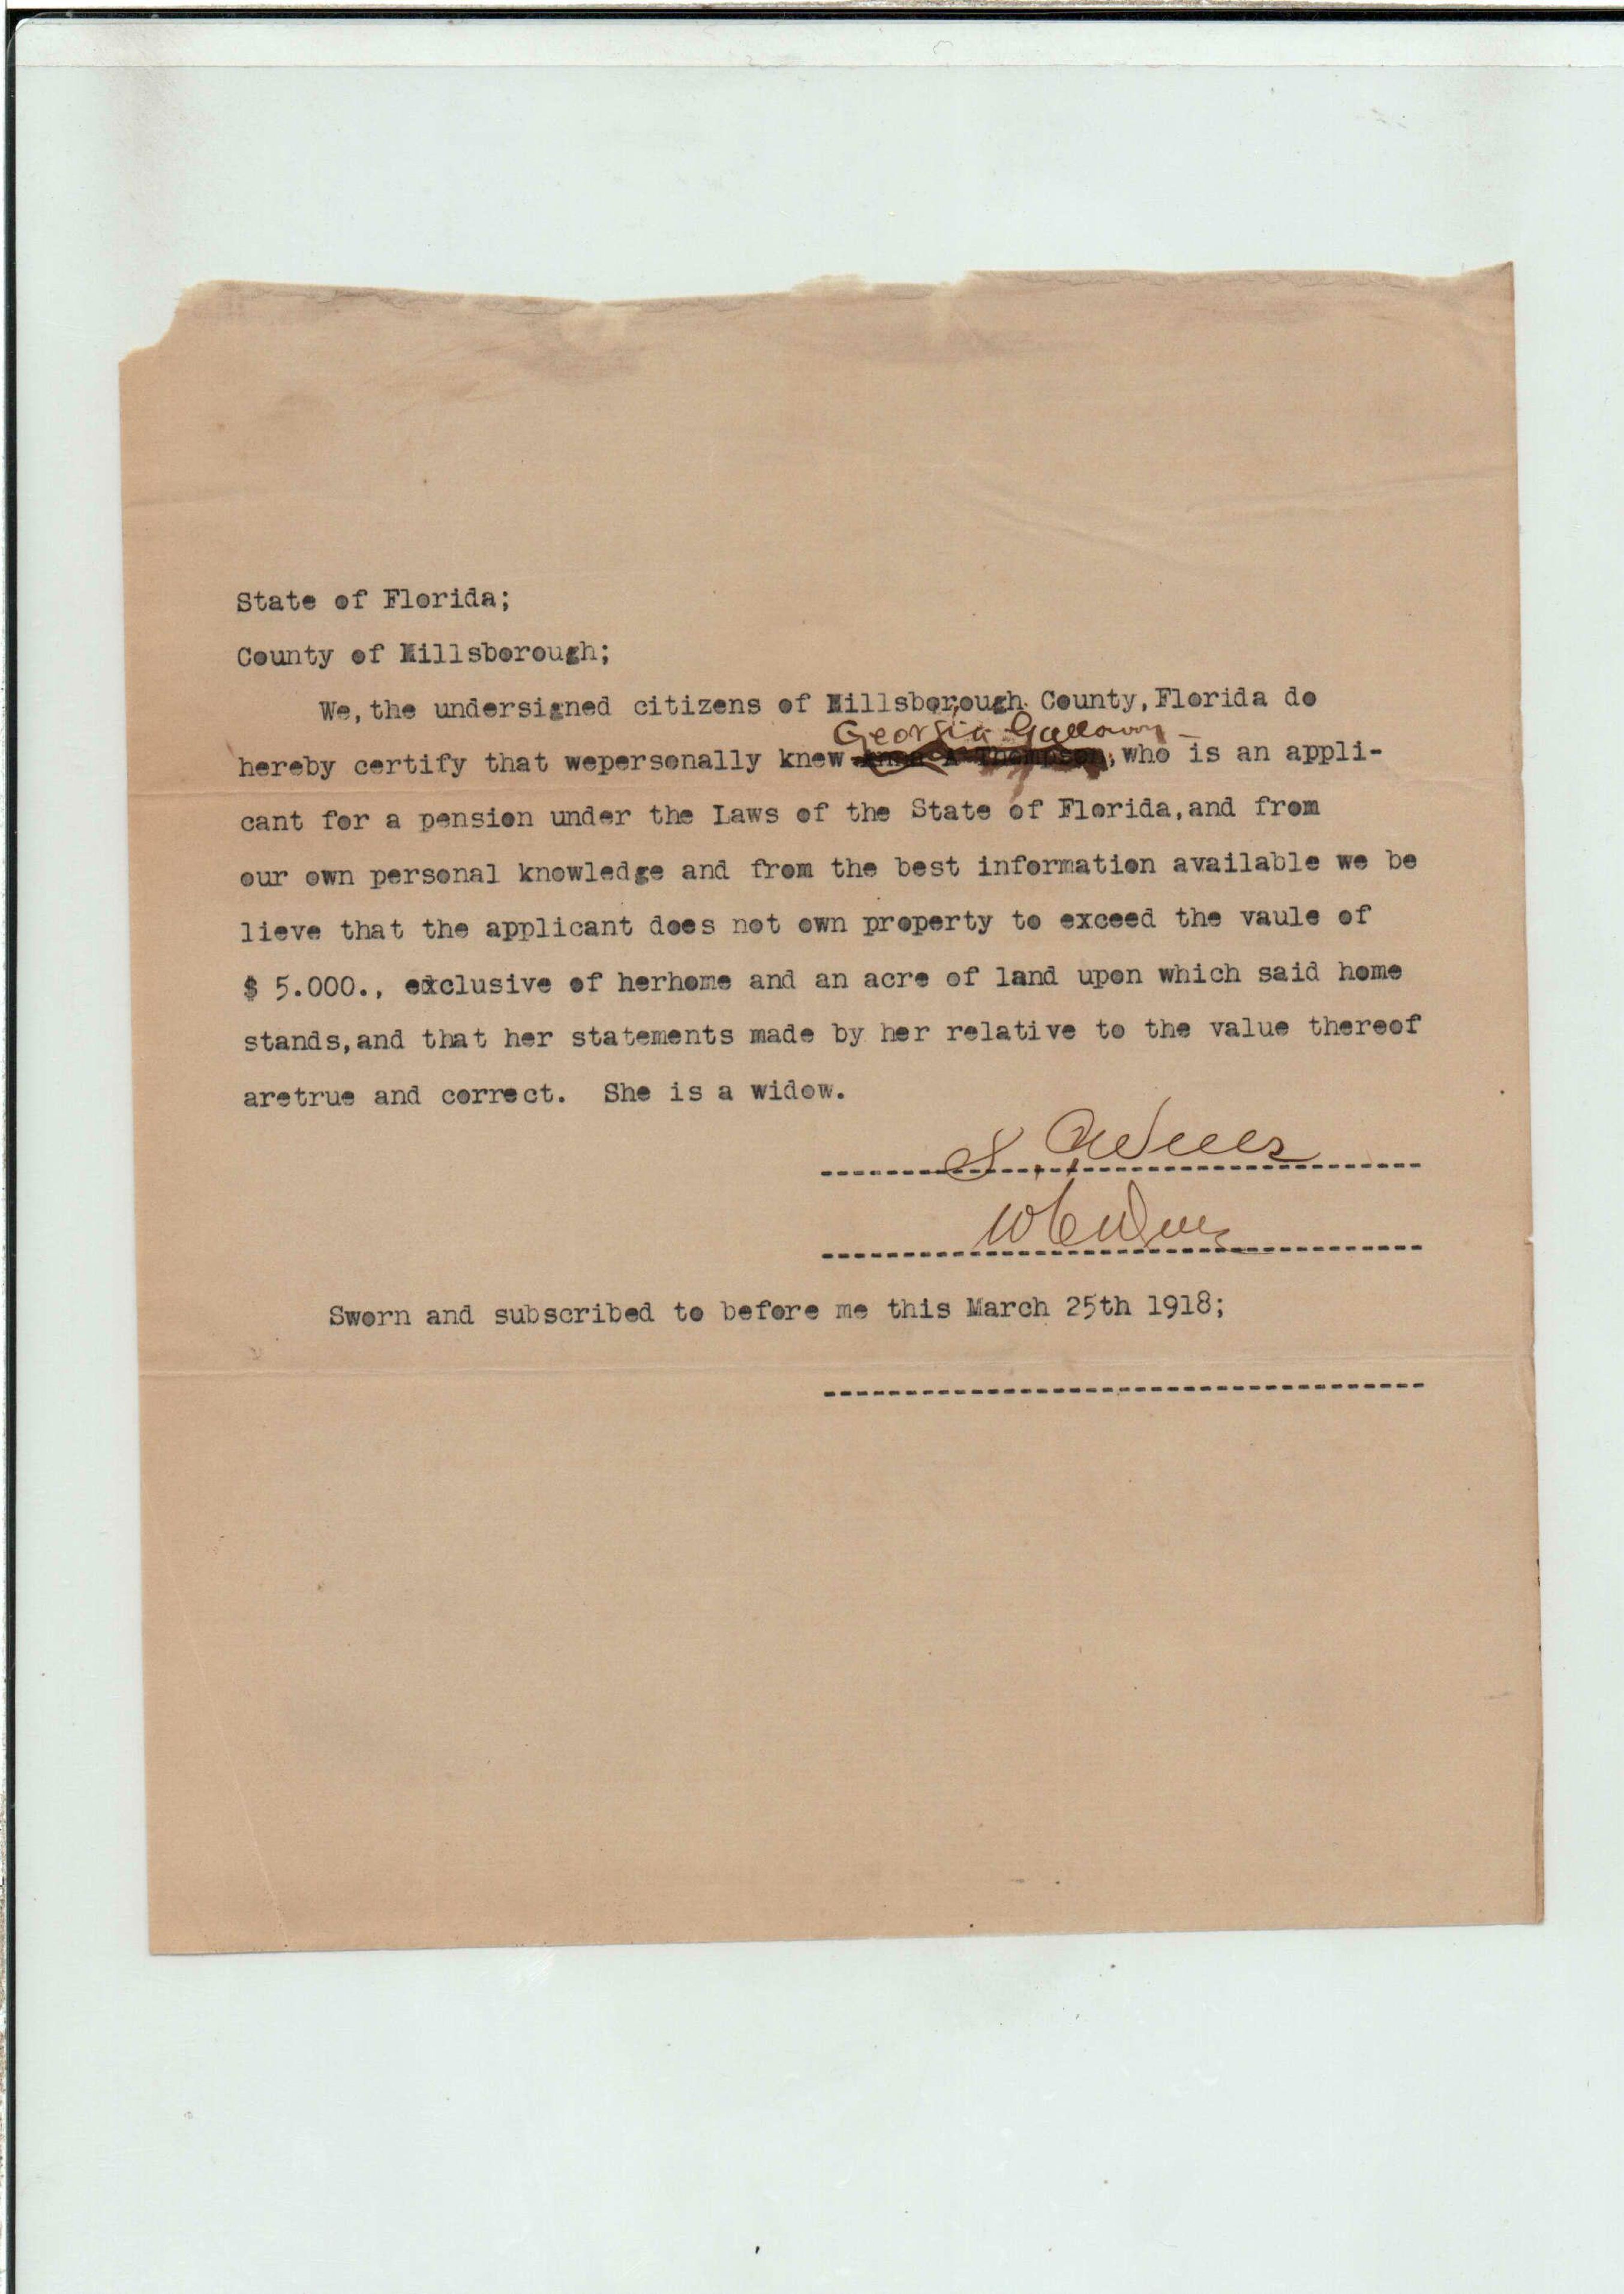 State of Florida;
County of Hillsborough;
We,the undersigned citizens of Hillsborough County,Florida do
Georgia Galloway
hereby certify that wepersonally knew Thompson, who is an appli-
cant for a pension under the Laws of the State of Florida,and from
our own personal knowledge and from the best information available we be
lieve that the applicant does not own property to exceed the vaule of
$ 5.000., exclusive of herhome and an acre of land upon which said home
stands,and that her statements made by her relative to the value thereof
aretrue and correct. She is a widow.
Sworn and subscribed to before me this March 25th 1918;